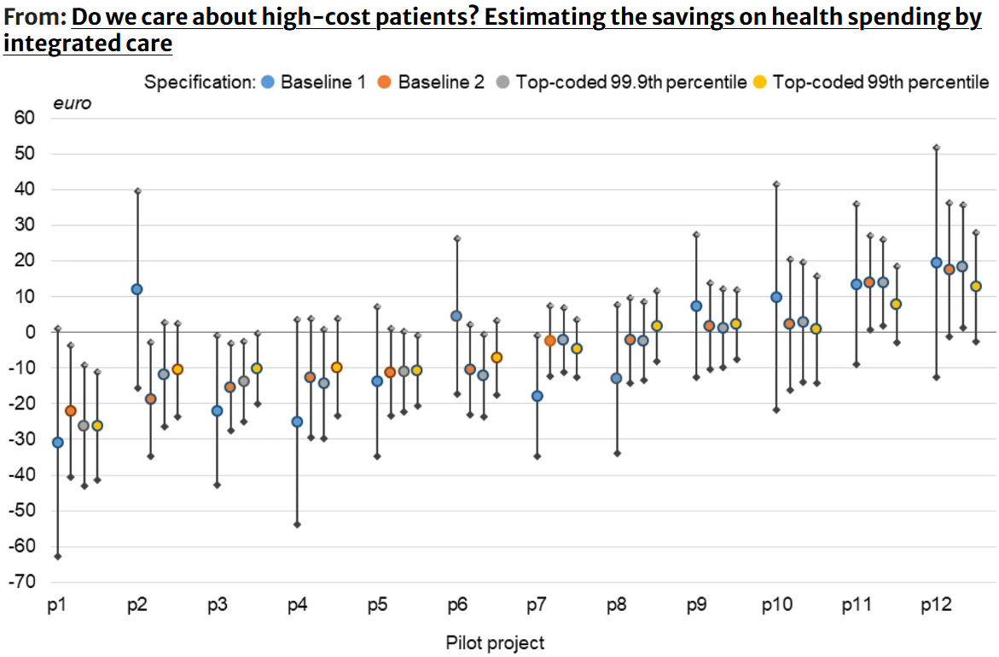 From: Do we care about high-cost patients? Estimating the savings on health spending by
integrated care
Specification: Baseline 1 Baseline 2 Top-coded 99.9th percentile Top-coded 99th percentile
euro
60
50
40
30
20
10
0
-10
-20
-30
-40
-50
-60
-70
p1 p2 p3 p4 p5 p6 p7 p8 p9 p10 p11 p12
Pilot project